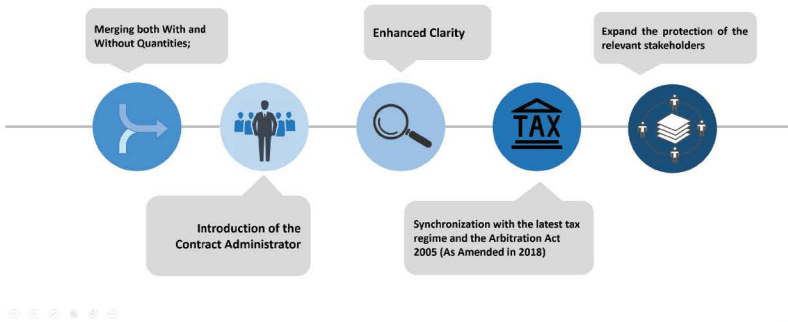 Merging both With and
Without Quantities;
Introduction of the
Contract Administrator
Enhanced Clarity
TAX
Synchronization with the latest tax
regime and the Arbitration Act
2005 (As Amended in 2018)
Expand the protection of the
relevant stakeholders